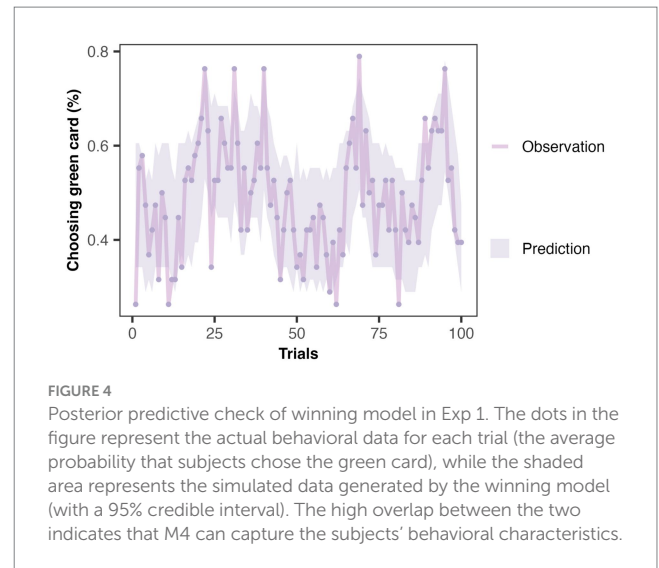 0.8
0.6
0.4
Choosing green card (%)
0
25
50
75
100
Trials
Observation
Prediction
FIGURE 4
Posterior predictive check of winning model in Exp 1. The dots in the
figure represent the actual behavioral data for each trial (the average
probability that subjects chose the green card), while the shaded
area represents the simulated data generated by the winning model
(with a 95% credible interval). The high overlap between the two
indicates that M4 can capture the subjects’ behavioral characteristics.